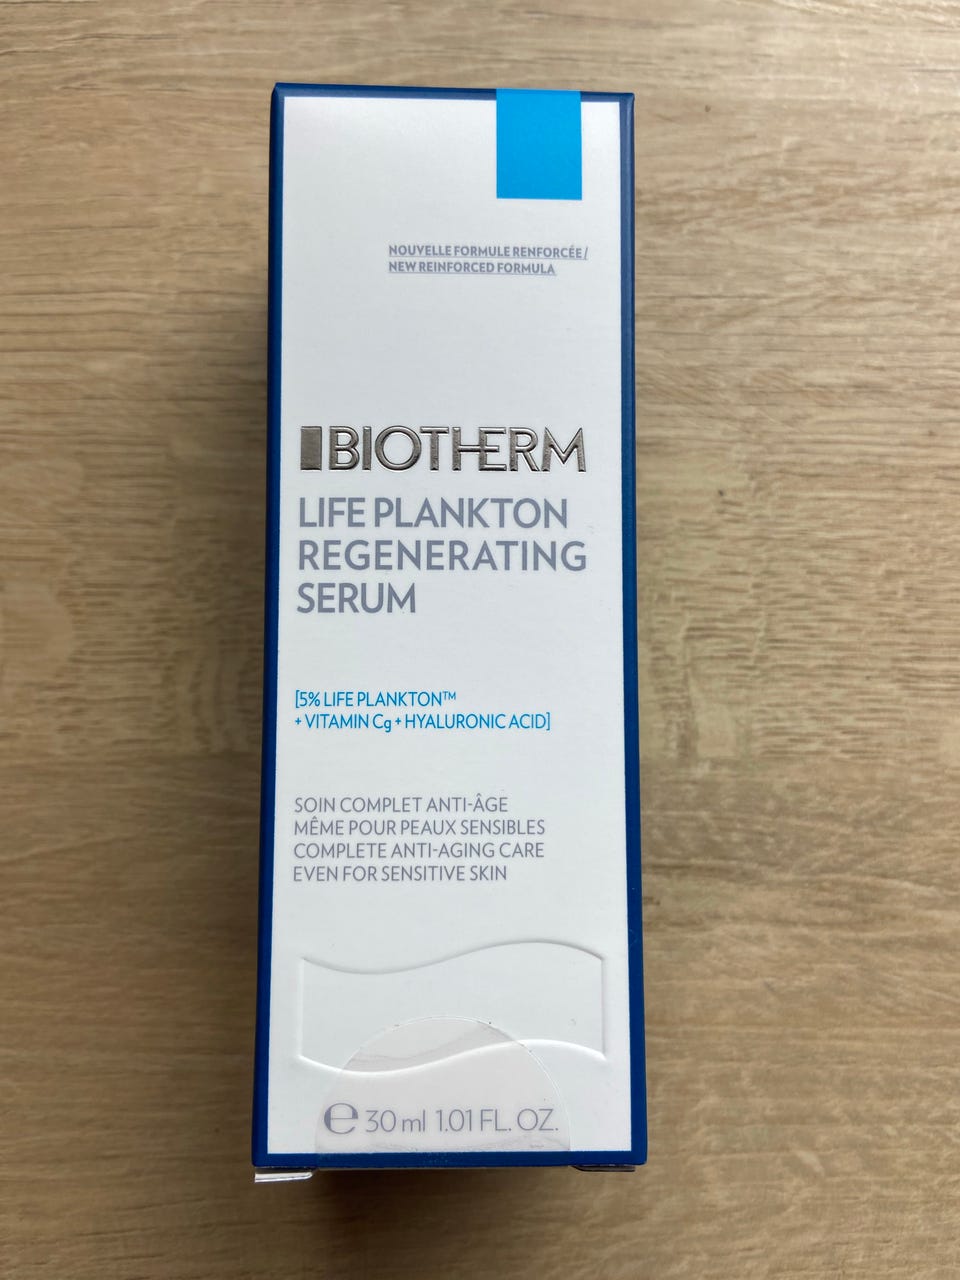 NOUVELLE FORMULE RENFORCÉE/
NEW REINFORCED FORMULA
BIOTHERM
LIFE PLANKTON
REGENERATING
SERUM
[5% LIFE PLANKTON™
+ VITAMIN Cg + HYALURONIC ACID]
SOIN COMPLET ANTI-ÂGE
MÊME POUR PEAUX SENSIBLES
COMPLETE ANTI-AGING CARE
EVEN FOR SENSITIVE SKIN
℮ 30 ml 1.01 FL. OZ.